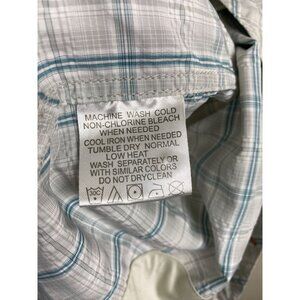 MACHINE WASH COLD
NON-CHLORINE BLEACH
WHEN NEEDED
COOL IRON WHEN NEEDED
TUMBLE DRY NORMAL
LOW HEAT
WASH SEPARATELY OR
WITH SIMILAR COLORS
DO NOT DRYCLEAN
30C